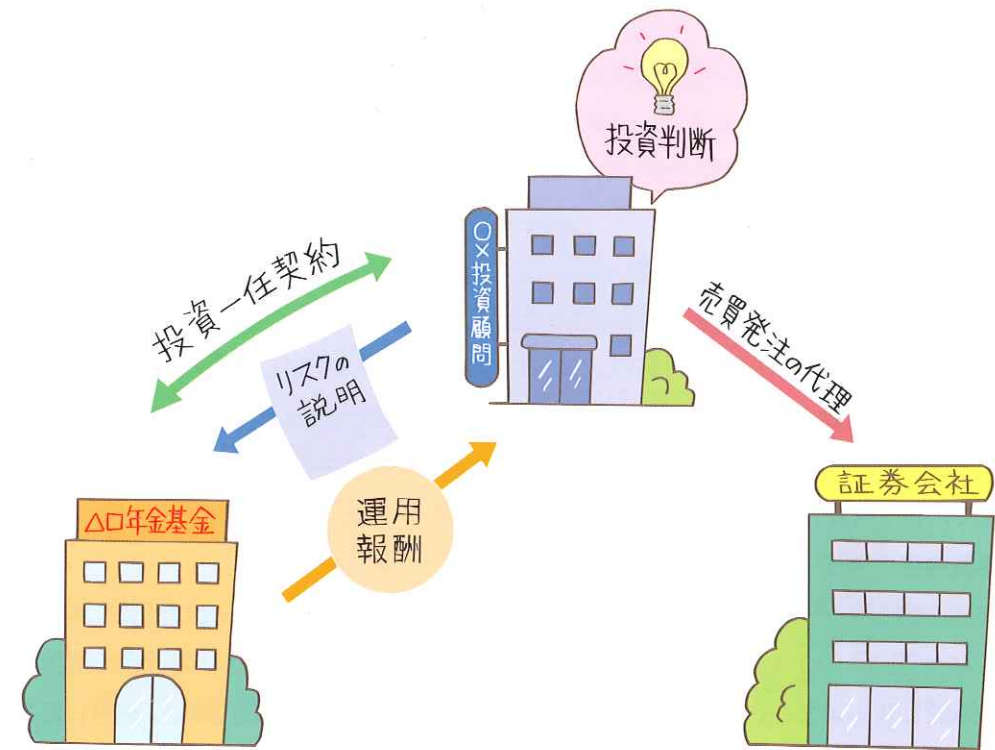 投資判断
○×投資顧問
投資一任契約
リスクの
説明
売買発注の代理
運用
報酬
△□年金基金
証券会社